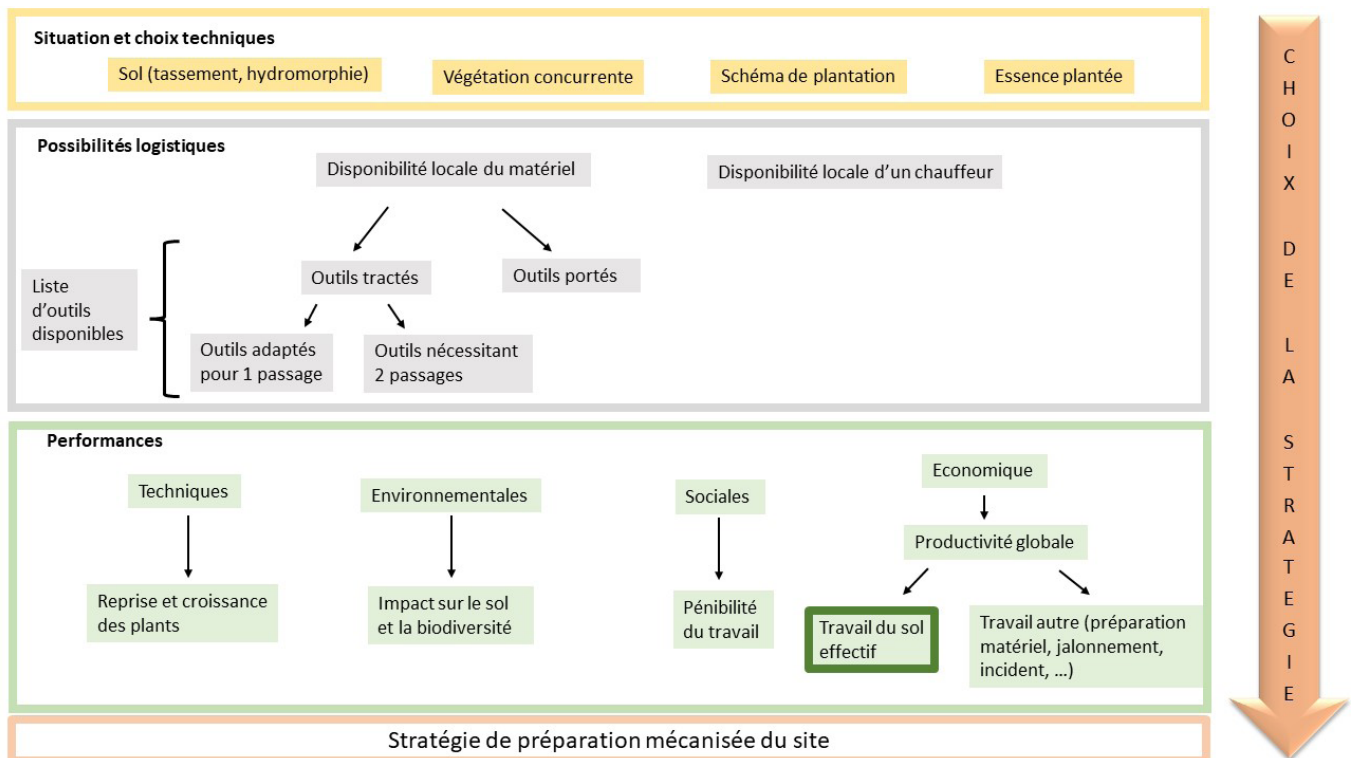 Situation et choix techniques
Sol (tassement, hydromorphie)
Végétation concurrente
Schéma de plantation
Essence plantée
Possibilités logistiques
Disponibilité locale du matériel
Disponibilité locale d'un chauffeur
Liste
d'outils
disponibles
Outils tractés
Outils portés
Outils adaptés
pour 1 passage
Outils nécessitant
2 passages
Performances
Techniques
Environnementales
Sociales
Economique
Productivité globale
Reprise et croissance
des plants
Impact sur le sol
et la biodiversité
Pénibilité
du travail
Travail du sol
effectif
Travail autre (préparation
matériel, jalonnement,
incident, …)
Stratégie de préparation mécanisée du site
CHOIX DE LA STRATEGIE